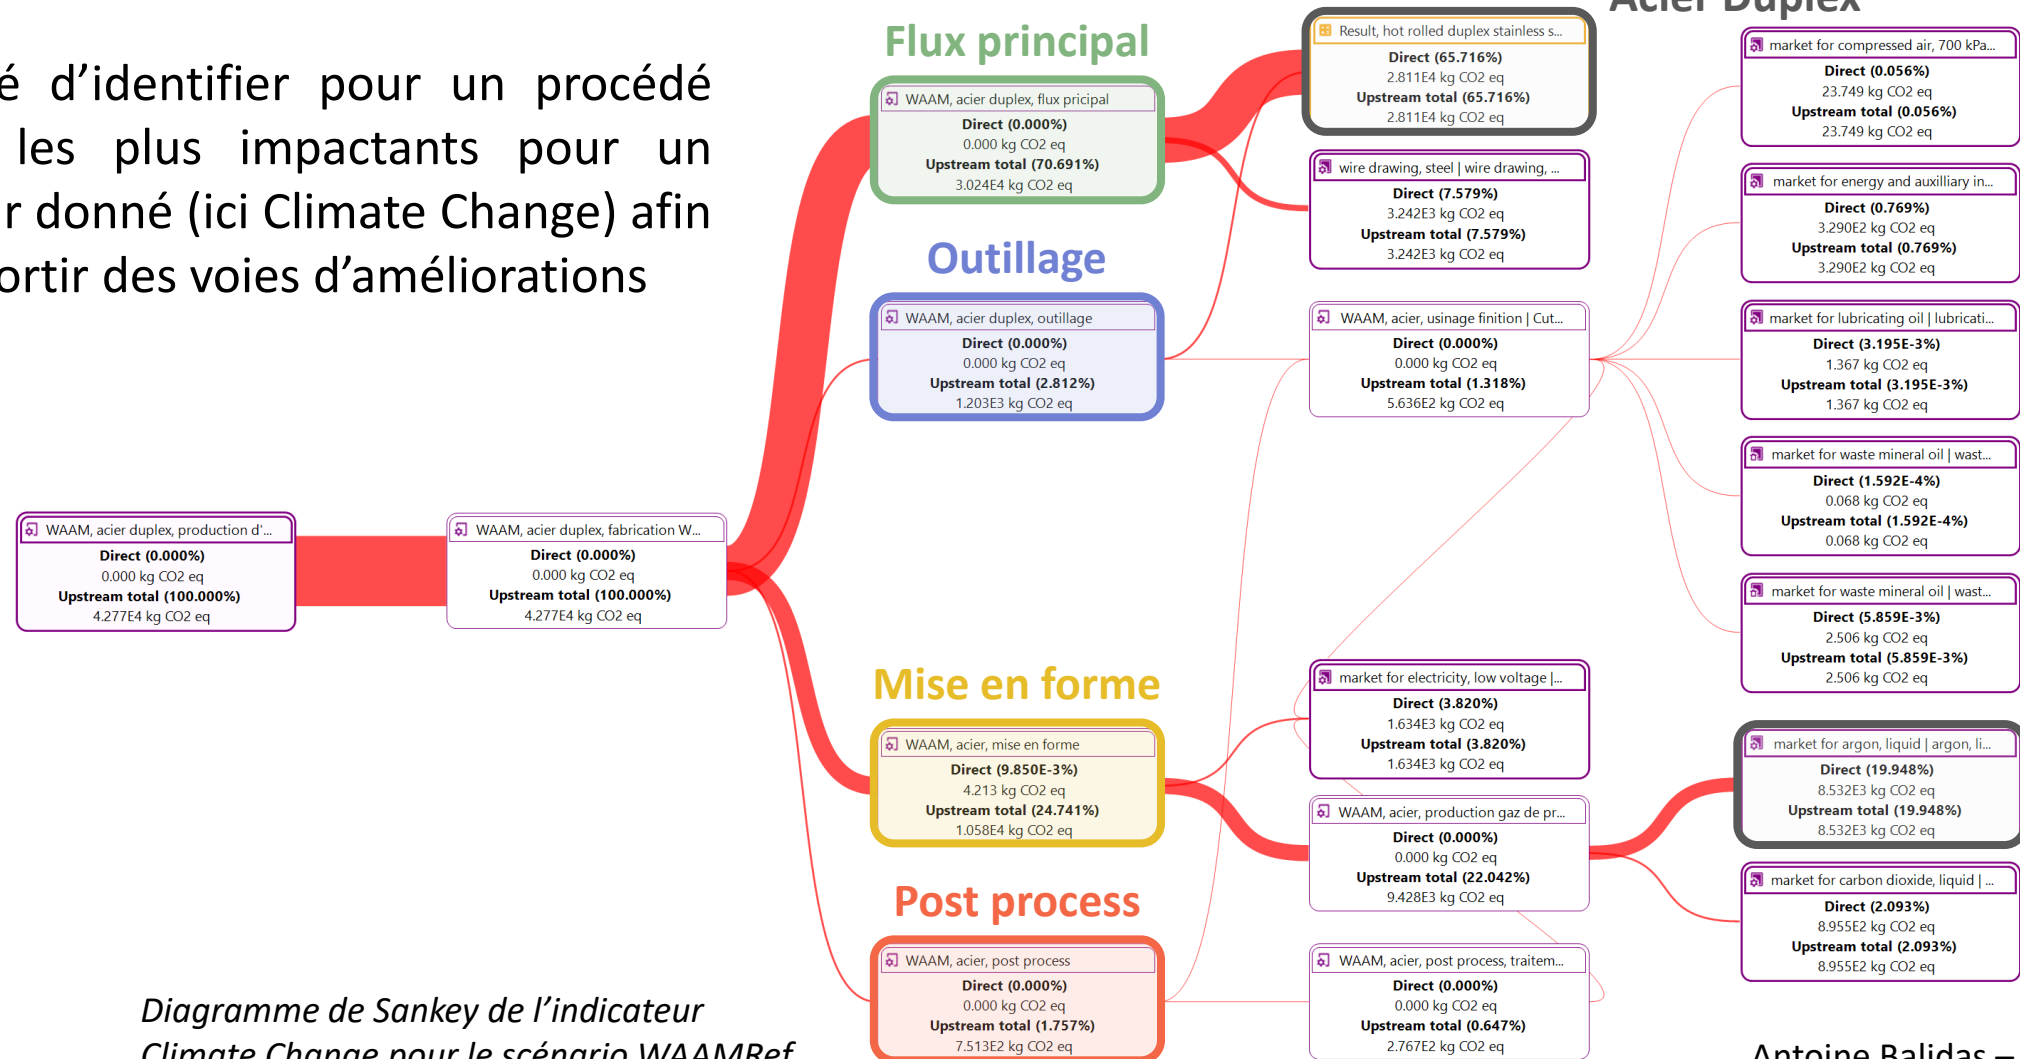 Acier Duplex
é d'identifier pour un procédé
les plus impactants pour un
r donné (ici Climate Change) afin
ortir des voies d'améliorations
Flux principal
WAAM, acier duplex, flux pricipal
Direct (0.000%)
0.000 kg CO2 eq
Upstream total (70.691%)
3.024E4 kg CO2 eq
Outillage
WAAM, acier duplex, outillage
Direct (0.000%)
0.000 kg CO2 eq
Upstream total (2.812%)
1.203E3 kg CO2 eq
WAAM, acier duplex, production d'...
Direct (0.000%)
0.000 kg CO2 eq
Upstream total (100.000%)
4.277E4 kg CO2 eq
WAAM, acier duplex, fabrication W...
Direct (0.000%)
0.000 kg CO2 eq
Upstream total (100.000%)
4.277E4 kg CO2 eq
Mise en forme
WAAM, acier, mise en forme
Direct (9.850E-3%)
4.213 kg CO2 eq
Upstream total (24.741%)
1.058E4 kg CO2 eq
Post process
WAAM, acier, post process
Direct (0.000%)
0.000 kg CO2 eq
Upstream total (1.757%)
7.513E2 kg CO2 eq
Result, hot rolled duplex stainless s...
Direct (65.716%)
2.811E4 kg CO2 eq
Upstream total (65.716%)
2.811E4 kg CO2 eq
wire drawing, steel | wire drawing, ...
Direct (7.579%)
3.242E3 kg CO2 eq
Upstream total (7.579%)
3.242E3 kg CO2 eq
WAAM, acier, usinage finition | Cut...
Direct (0.000%)
0.000 kg CO2 eq
Upstream total (1.318%)
5.636E2 kg CO2 eq
market for electricity, low voltage |...
Direct (3.820%)
1.634E3 kg CO2 eq
Upstream total (3.820%)
1.634E3 kg CO2 eq
WAAM, acier, production gaz de pr...
Direct (0.000%)
0.000 kg CO2 eq
Upstream total (22.042%)
9.428E3 kg CO2 eq
WAAM, acier, post process, traitem...
Direct (0.000%)
0.000 kg CO2 eq
Upstream total (0.647%)
2.767E2 kg CO2 eq
market for compressed air, 700 kPa...
Direct (0.056%)
23.749 kg CO2 eq
Upstream total (0.056%)
23.749 kg CO2 eq
market for energy and auxilliary in...
Direct (0.769%)
3.290E2 kg CO2 eq
Upstream total (0.769%)
3.290E2 kg CO2 eq
market for lubricating oil | lubricati...
Direct (3.195E-3%)
1.367 kg CO2 eq
Upstream total (3.195E-3%)
1.367 kg CO2 eq
market for waste mineral oil | wast...
Direct (1.592E-4%)
0.068 kg CO2 eq
Upstream total (1.592E-4%)
0.068 kg CO2 eq
market for waste mineral oil | wast...
Direct (5.859E-3%)
2.506 kg CO2 eq
Upstream total (5.859E-3%)
2.506 kg CO2 eq
market for argon, liquid | argon, li...
Direct (19.948%)
8.532E3 kg CO2 eq
Upstream total (19.948%)
8.532E3 kg CO2 eq
market for carbon dioxide, liquid | ...
Direct (2.093%)
8.955E2 kg CO2 eq
Upstream total (2.093%)
8.955E2 kg CO2 eq
Diagramme de Sankey de l'indicateur
Climate Change pour le scénario WAAMRef
Antoine Balidas –